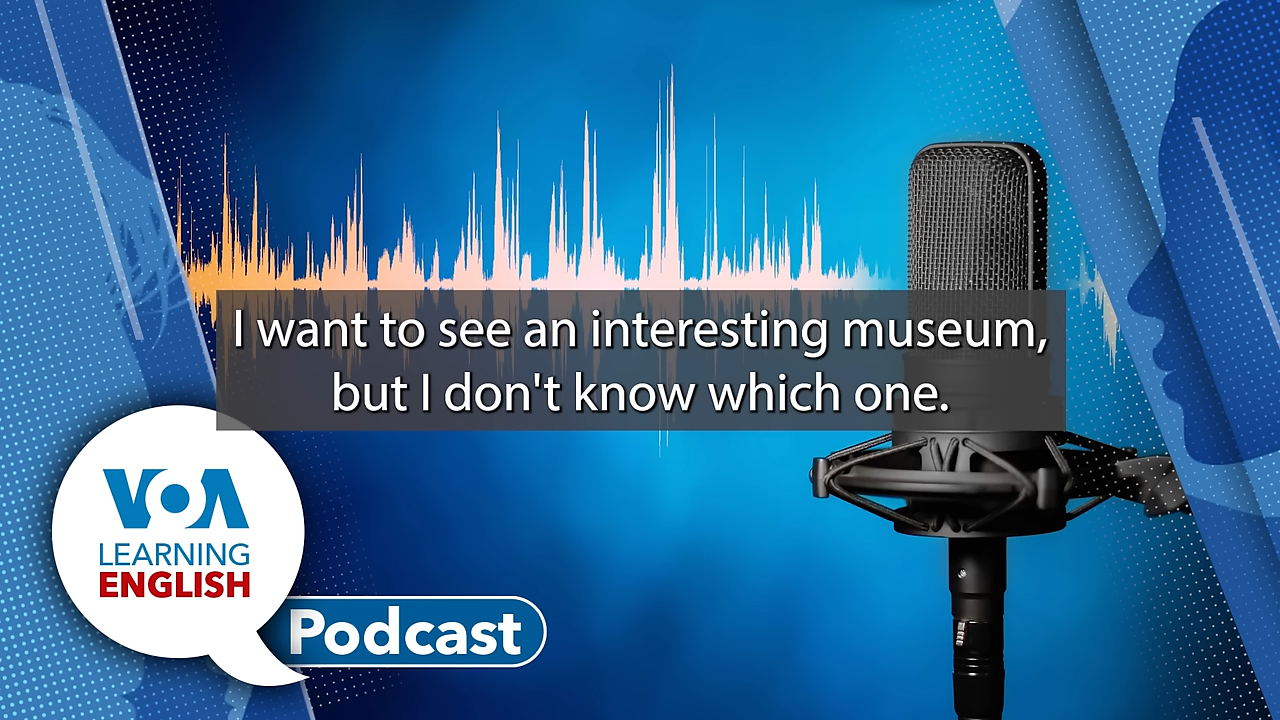 I want to see an interesting museum,
but I don't know which one.
VOA
LEARNING
ENGLISH
Podcast